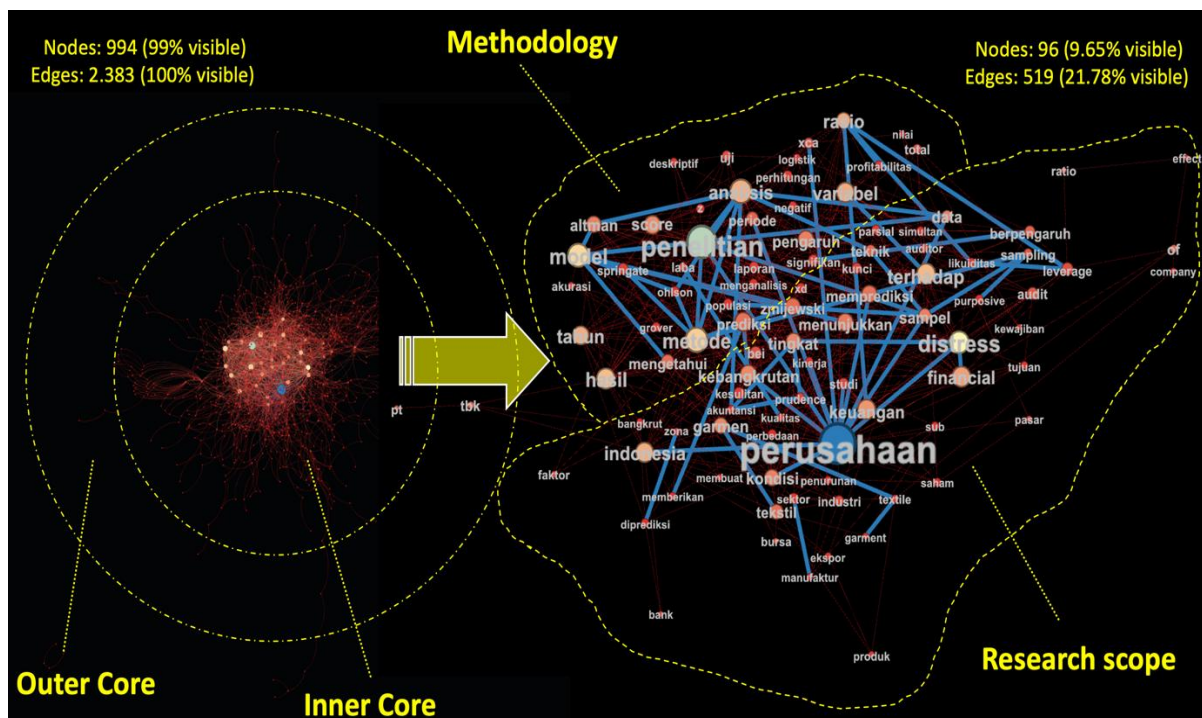 Nodes: 994 (99% visible)
Edges: 2.383 (100% visible)
Methodology
Nodes: 96 (9.65% visible)
Edges: 519 (21.78% visible)
Outer Core
Inner Core
Research scope
rasio
nilai
total
xca
uji
logistik
deskriptif
profitabilitas
effect
ratio
perhitungan
analisis
variabel
negatif
z
periode
data
altman
score
parsial
simultan
berpengaruh
penelitian
pengaruh
teknik
auditor
sampling
of
model
signifikan
springate
laba
laporan
kunci
likuiditas
terhadap
leverage
company
akurasi
menganalisis
ohlson
xd
memprediksi
audit
populasi
zmijewski
purposive
prediksi
menunjukkan
sampel
grover
kewajiban
tahun
metode
tingkat
distress
bei
mengetahui
kinerja
tujuan
hasil
kebangkrutan
studi
financial
kesulitan
prudence
pt
tbk
akuntansi
kualitas
keuangan
bangkrut
zona
garmen
sub
pasar
perbedaan
indonesia
perusahaan
faktor
membuat
kondisi
penurunan
saham
memberikan
sektor
industri
textile
tekstil
diprediksi
bursa
garment
ekspor
manufaktur
bank
produk